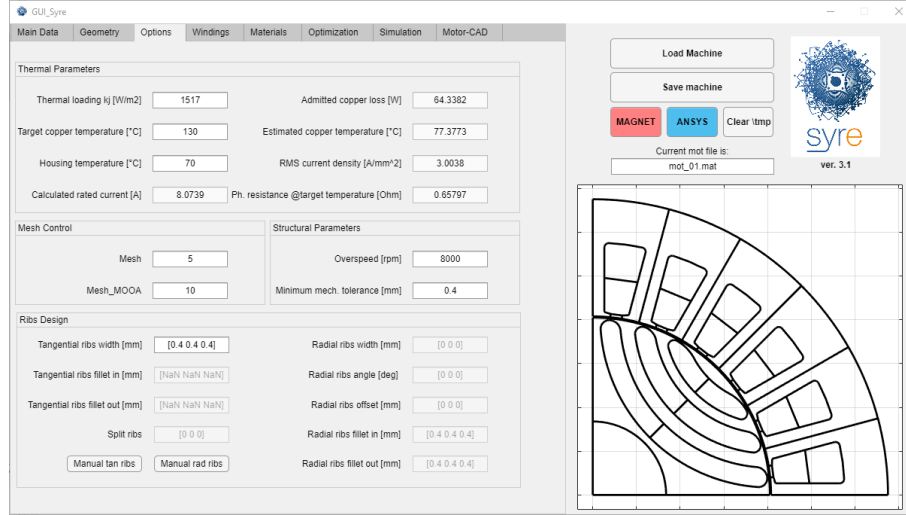 GUI_Syre
Main Data Geometry Options Windings Materials Optimization Simulation Motor-CAD
Thermal Parameters
Thermal loading kj [W/m2] 1517 Admitted copper loss [W] 64.3382
Target copper temperature [°C] 130 Estimated copper temperature [°C] 77.3773
Housing temperature [°C] 70 RMS current density [A/mm^2] 3.0038
Calculated rated current [A] 8.0739 Ph. resistance @target temperature [Ohm] 0.65797
Mesh Control Structural Parameters
Mesh 5 Overspeed [rpm] 8000
Mesh_MOOA 10 Minimum mech. tolerance [mm] 0.4
Ribs Design
Tangential ribs width [mm] [0.4 0.4 0.4] Radial ribs width [mm] [0 0 0]
Tangential ribs fillet in [mm] [NaN NaN NaN] Radial ribs angle [deg] [0 0 0]
Tangential ribs fillet out [mm] [NaN NaN NaN] Radial ribs offset [mm] [0 0 0]
Split ribs [0 0 0] Radial ribs fillet in [mm] [0.4 0.4 0.4]
Manual tan ribs Manual rad ribs Radial ribs fillet out [mm] [0.4 0.4 0.4]
Load Machine
Save machine
MAGNET ANSYS Clear \tmp
Current mot file is:
mot_01.mat
syre
ver. 3.1